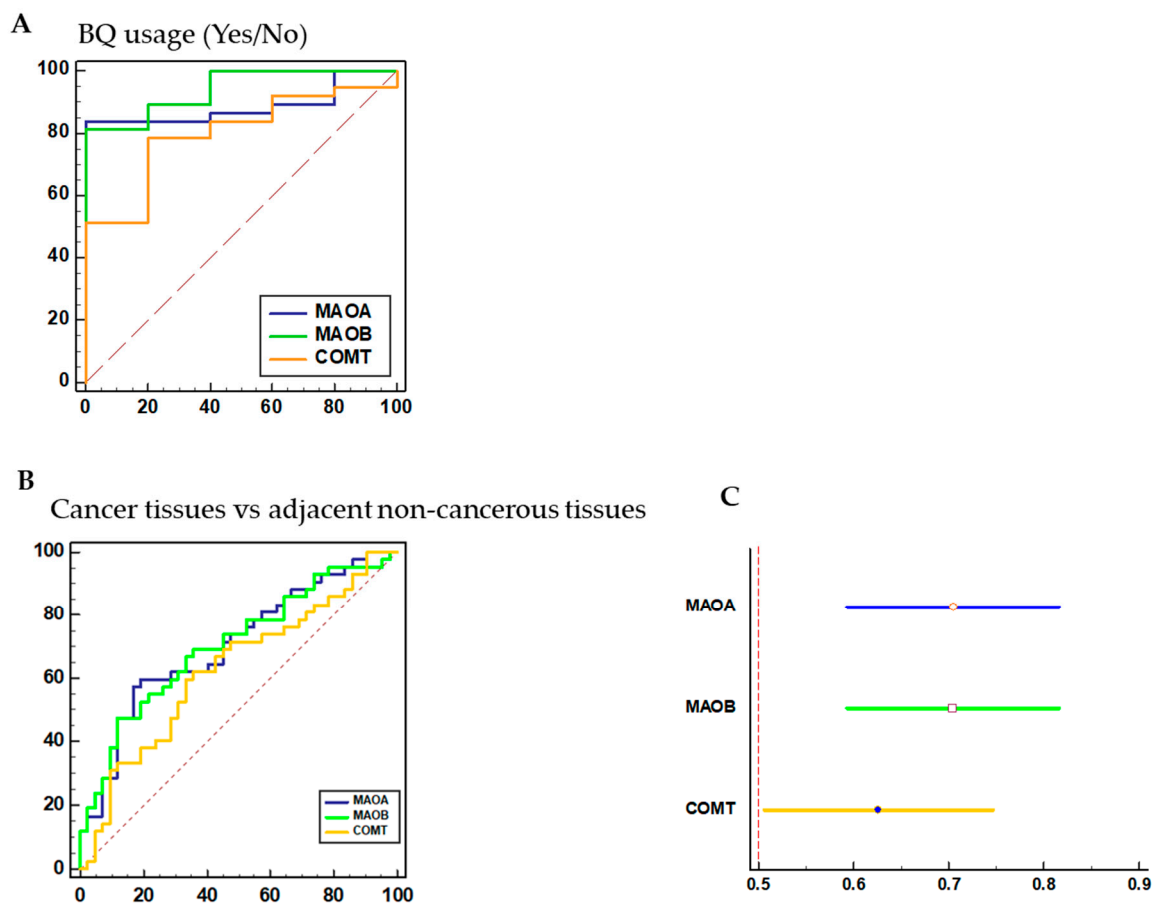 A
BQ usage (Yes/No)
100
80
60
40
20
0
MAOA
MAOB
COMT
0 20 40 60 80 100
B
Cancer tissues vs adjacent non-cancerous tissues
100
80
60
40
20
0
MAOA
MAOB
COMT
0 20 40 60 80 100
C
MAOA
MAOB
COMT
0.5 0.6 0.7 0.8 0.9